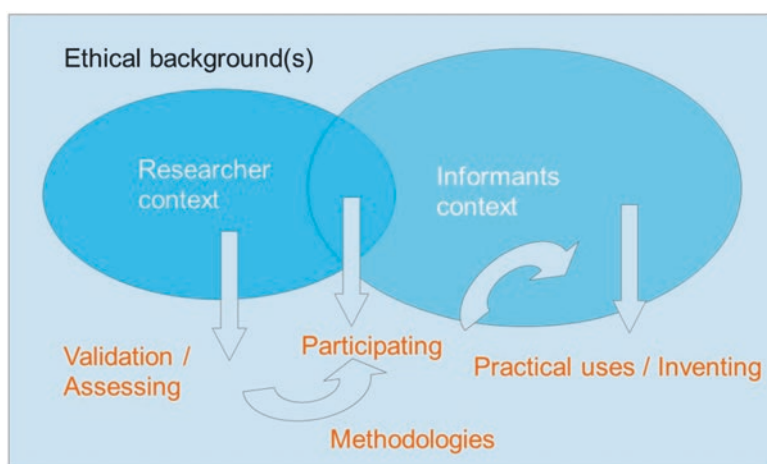 Ethical background(s)
Researcher
context
Informants
context
Validation /
Assessing
Participating
Practical uses / Inventing
Methodologies